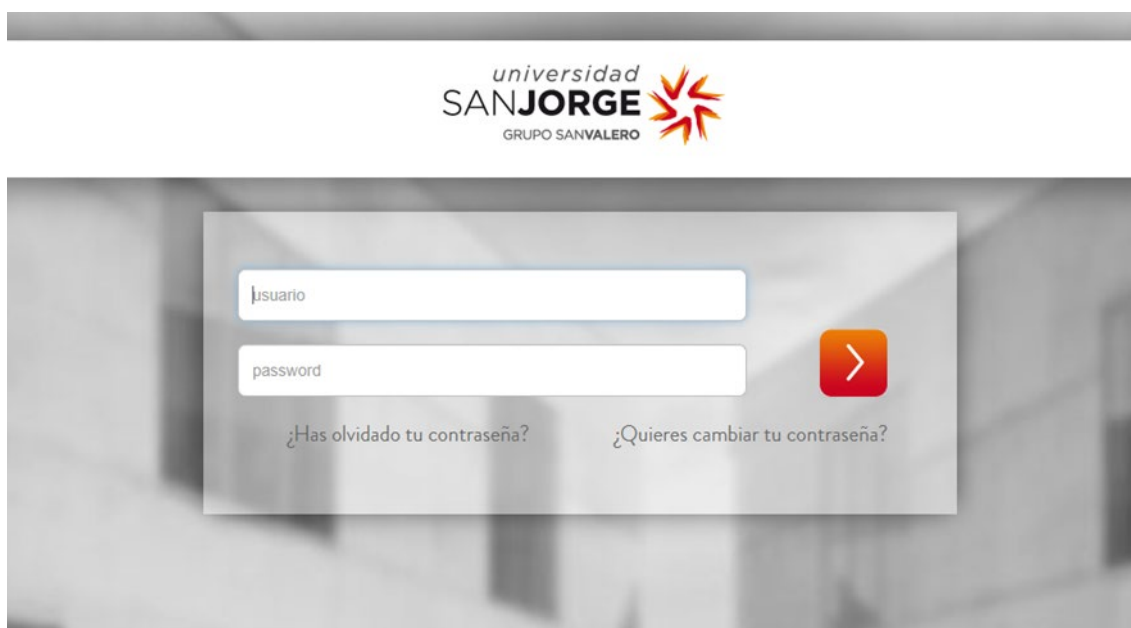 universidad
SANJORGE
GRUPO SANVALERO
usuario
password
¿Has olvidado tu contraseña? ¿Quieres cambiar tu contraseña?